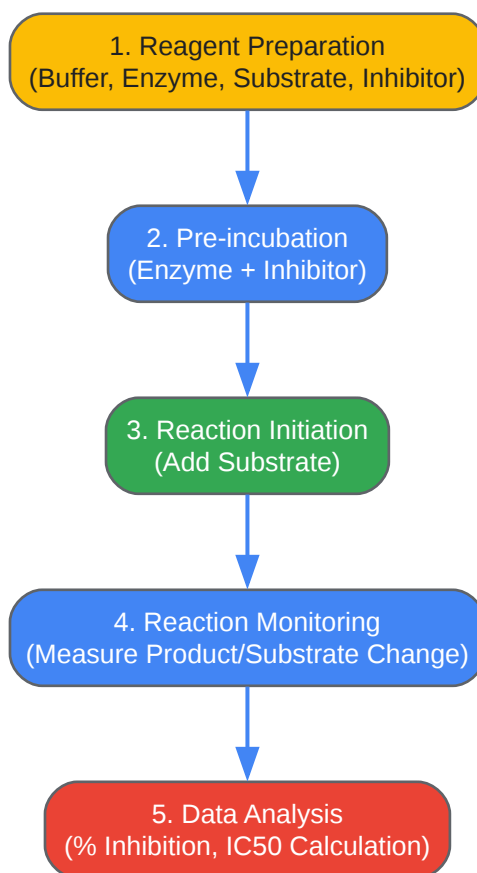 1. Reagent Preparation
(Buffer, Enzyme, Substrate, Inhibitor)
2. Pre-incubation
(Enzyme + Inhibitor)
3. Reaction Initiation
(Add Substrate)
4. Reaction Monitoring
(Measure Product/Substrate Change)
5. Data Analysis
(% Inhibition, IC50 Calculation)